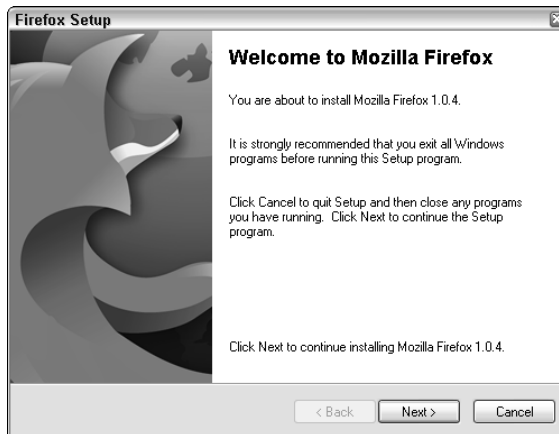 Firefox Setup
Welcome to Mozilla Firefox
You are about to install Mozilla Firefox 1.0.4.
It is strongly recommended that you exit all Windows
programs before running this Setup program.
Click Cancel to quit Setup and then close any programs
you have running. Click Next to continue the Setup
program.
Click Next to continue installing Mozilla Firefox 1.0.4.
< Back
Next >
Cancel